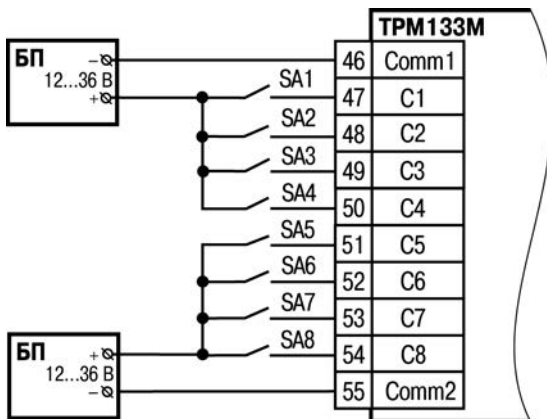 ТРМ133М
БП
–
12...36 В
+
SA1
SA2
SA3
SA4
SA5
SA6
SA7
SA8
46 Comm1
47 C1
48 C2
49 C3
50 C4
51 C5
52 C6
53 C7
54 C8
55 Comm2
БП
+
12...36 В
–